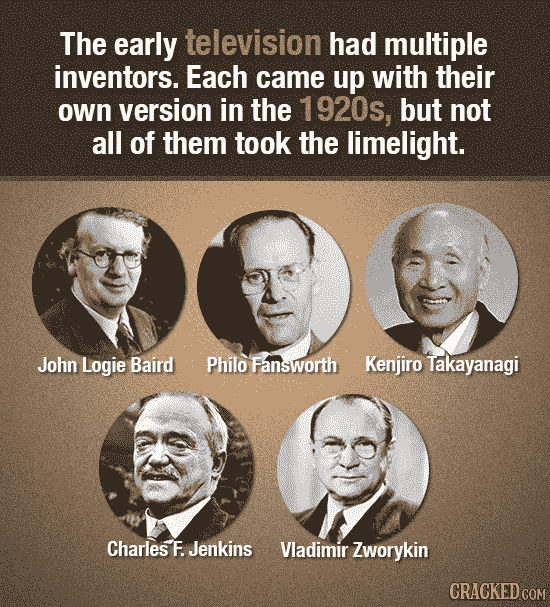 The early television had multiple
inventors. Each came up with their
own version in the 1920s, but not
all of them took the limelight.
John Logie Baird
Philo Fansworth
Kenjiro Takayanagi
Charles F. Jenkins
Vladimir Zworykin
CRACKED.COM